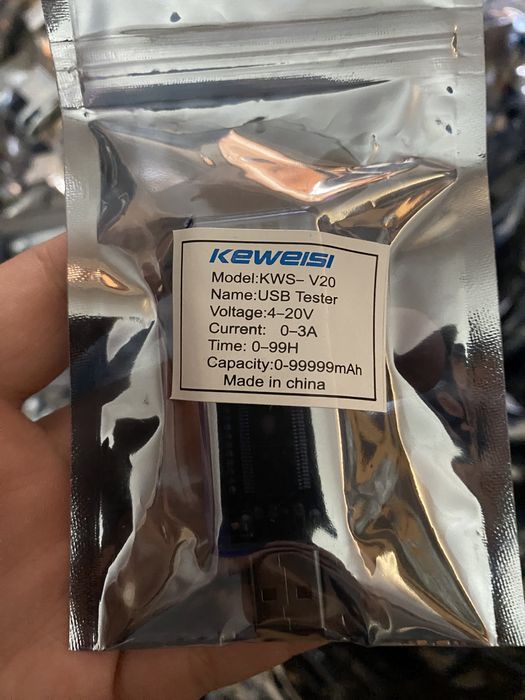 KEWEISI
Model:KWS- V20
Name:USB Tester
Voltage:4-20V
Current: 0-3A
Time: 0-99H
Capacity:0-99999mAh
Made in china